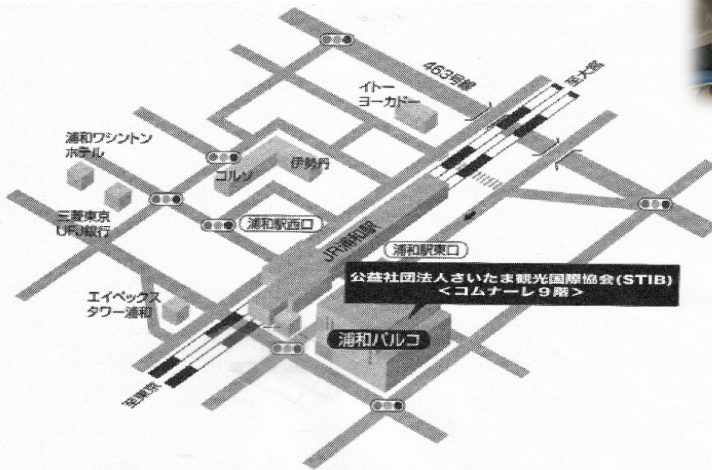 463号線
至大宮
イトー
ヨーカドー
浦和ワシントン
ホテル
伊勢丹
コルソ
三菱東京
UFJ銀行
浦和駅西口
JR浦和駅
浦和駅東口
公益社団法人さいたま観光国際協会(STIB)
<コムナーレ9階>
エイペックス
タワー浦和
浦和パルコ
至東京